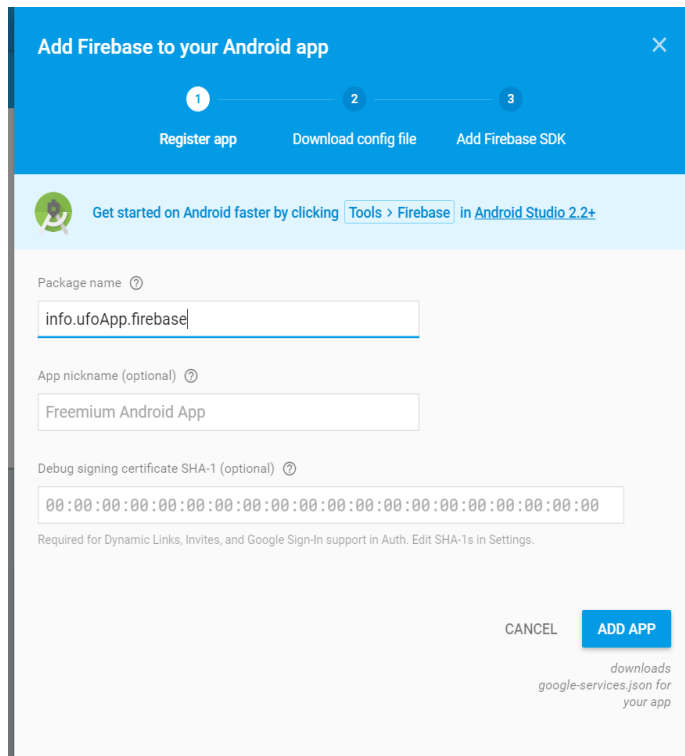 Add Firebase to your Android app
1 2 3
Register app Download config file Add Firebase SDK
Get started on Android faster by clicking Tools > Firebase in Android Studio 2.2+
Package name ?
info.ufoApp.firebase
App nickname (optional) ?
Freemium Android App
Debug signing certificate SHA-1 (optional) ?
00:00:00:00:00:00:00:00:00:00:00:00:00:00:00:00:00:00:00:00
Required for Dynamic Links, Invites, and Google Sign-In support in Auth. Edit SHA-1s in Settings.
CANCEL ADD APP
downloads
google-services.json for
your app